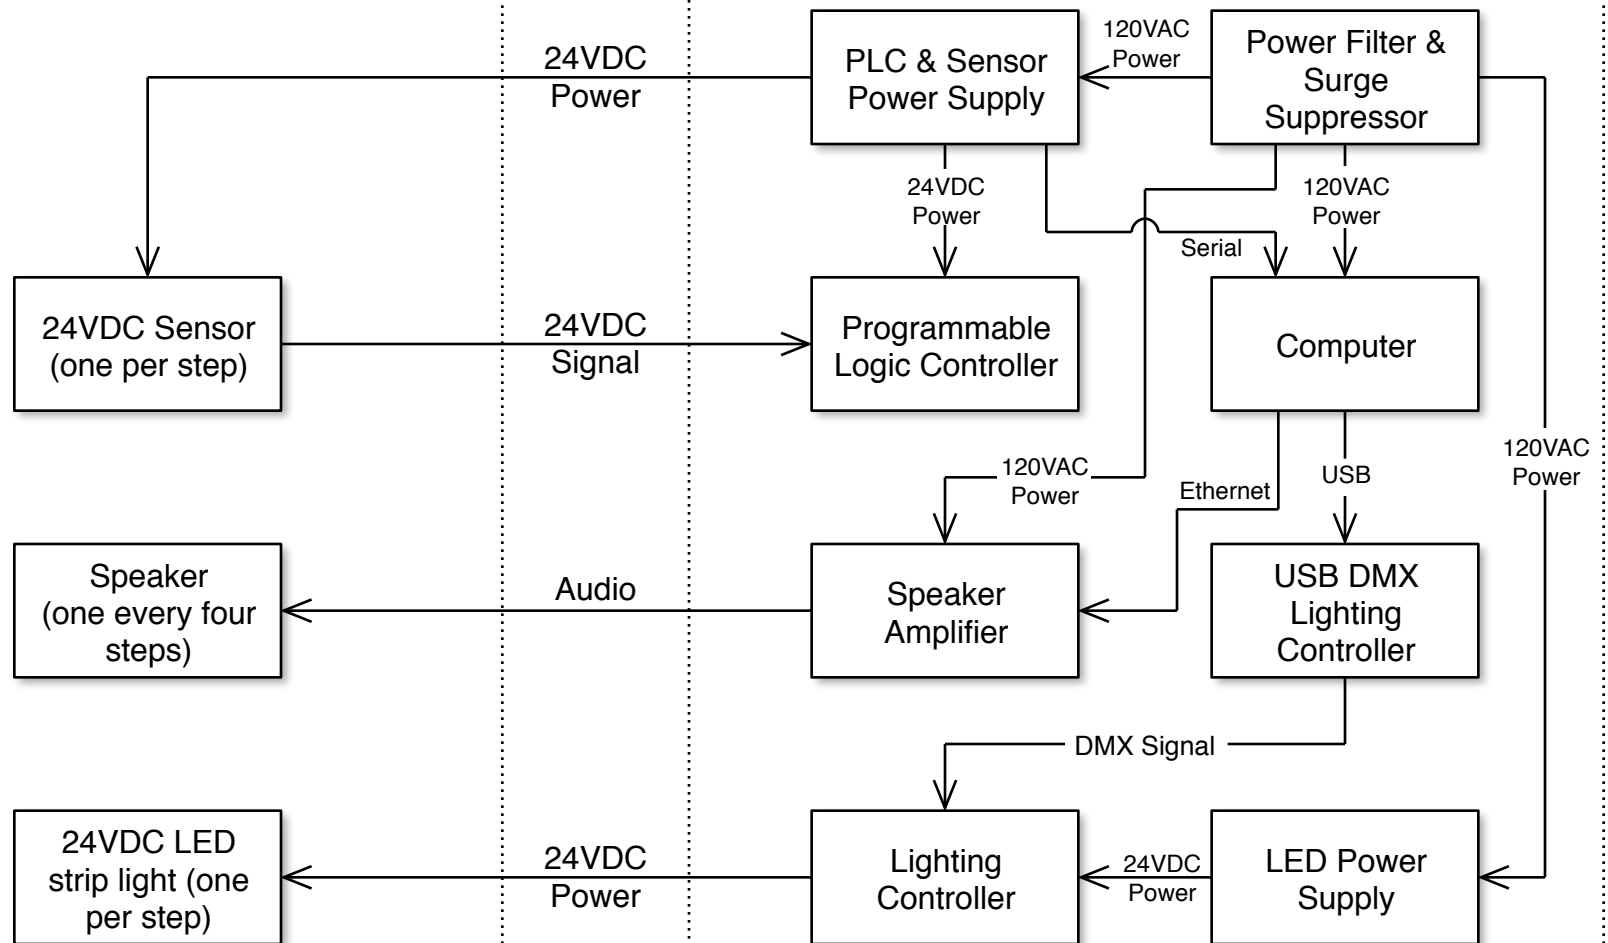 24VDC
Power
PLC & Sensor
Power Supply
120VAC
Power
Power Filter &
Surge
Suppressor
24VDC
Power
120VAC
Power
Serial
24VDC Sensor
(one per step)
24VDC
Signal
Programmable
Logic Controller
Computer
120VAC
Power
120VAC
Power
Ethernet
USB
Speaker
(one every four
steps)
Audio
Speaker
Amplifier
USB DMX
Lighting
Controller
DMX Signal
24VDC LED
strip light (one
per step)
24VDC
Power
Lighting
Controller
24VDC
Power
LED Power
Supply